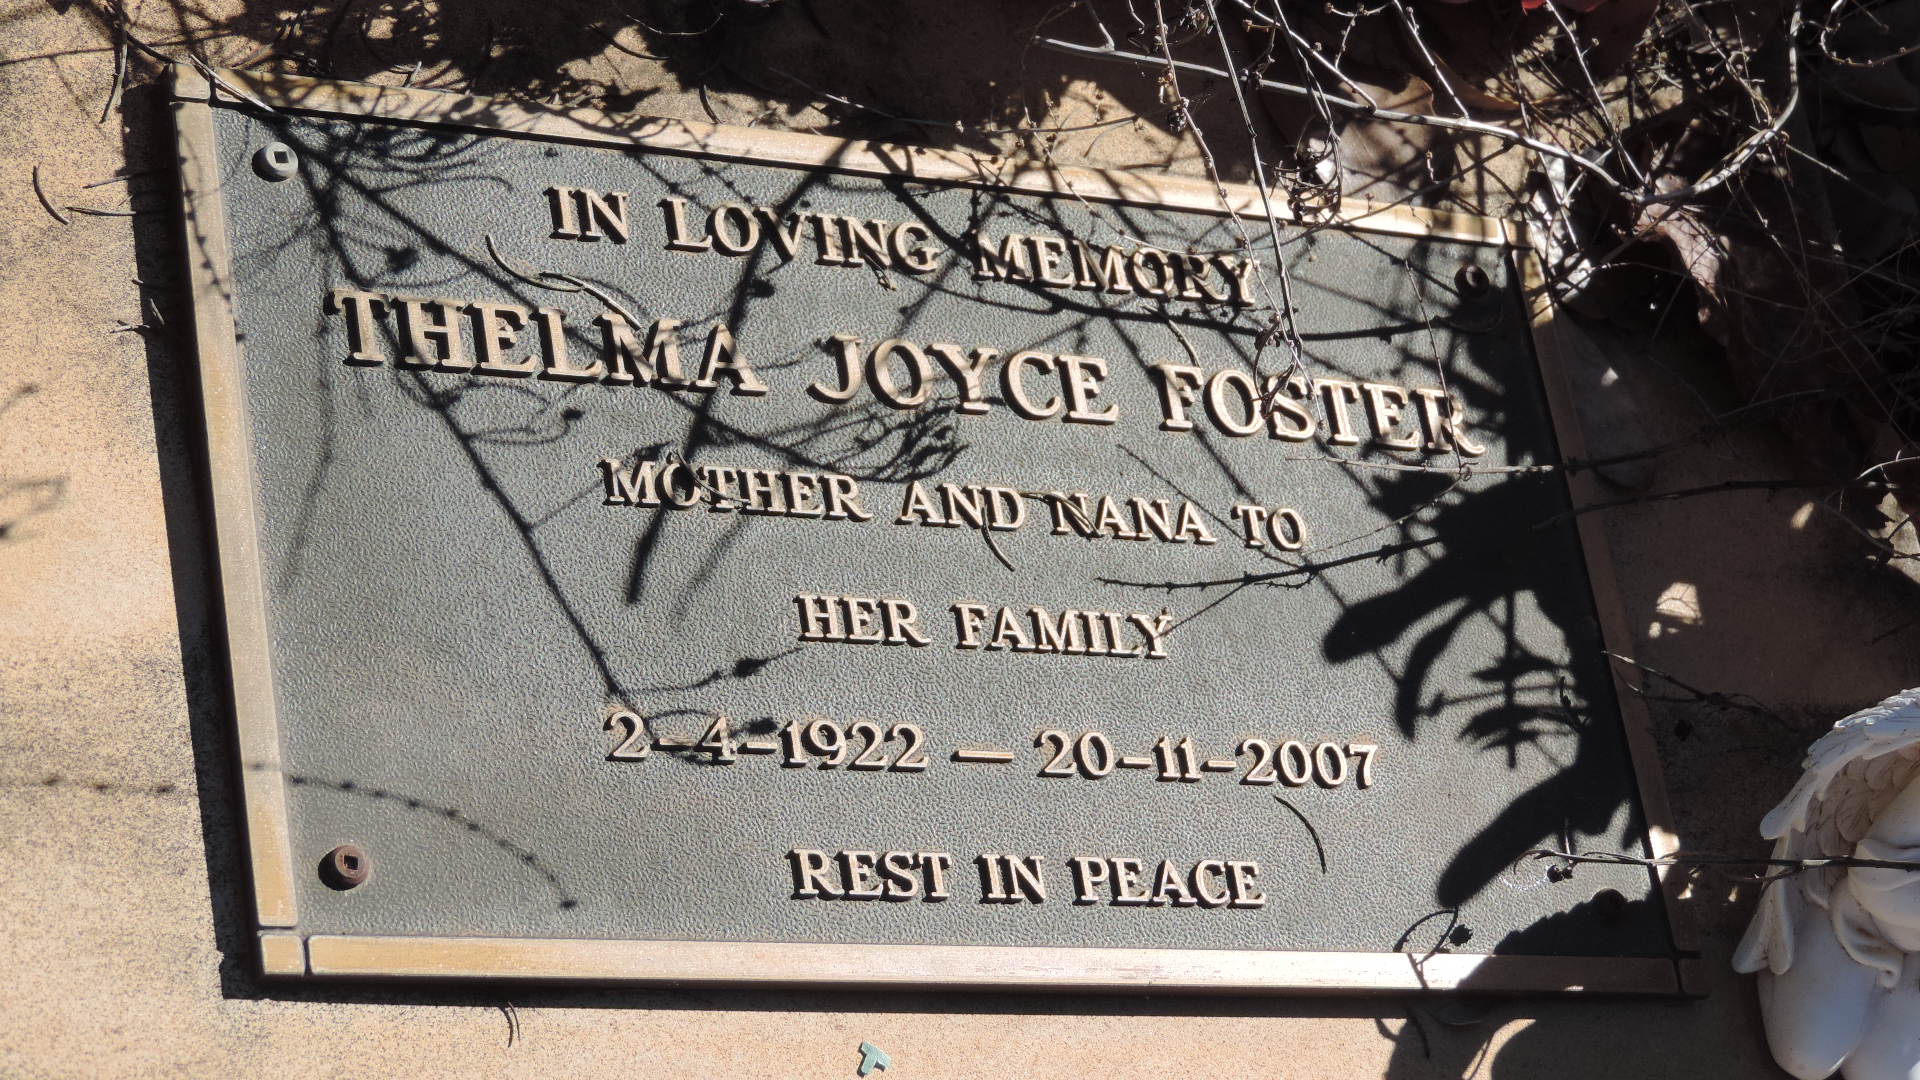 IN LOVING MEMORY
THELMA JOYCE FOSTER
MOTHER AND NANA TO
HER FAMILY
2-4-1922 — 20-11-2007
REST IN PEACE